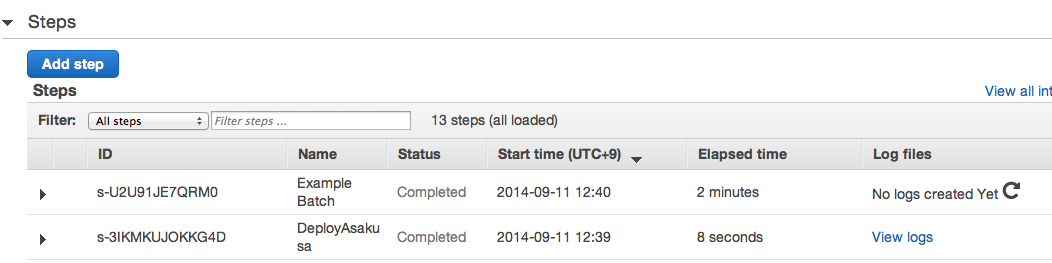 Steps
Add step
Steps
View all int
Filter: All steps Filter steps ... 13 steps (all loaded)
ID Name Status Start time (UTC+9) Elapsed time Log files
s-U2U91JE7QRM0 Example Completed 2014-09-11 12:40 2 minutes No logs created Yet
Batch
s-3IKMKUJOKKG4D DeployAsaku Completed 2014-09-11 12:39 8 seconds View logs
sa